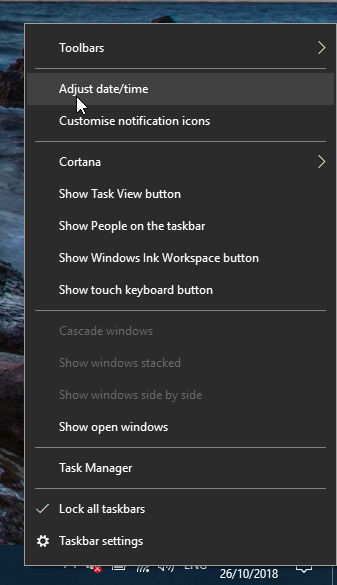 Toolbars
Adjust date/time
Customise notification icons
Cortana
Show Task View button
Show People on the taskbar
Show Windows Ink Workspace button
Show touch keyboard button
Cascade windows
Show windows stacked
Show windows side by side
Show open windows
Task Manager
Lock all taskbars
Taskbar settings
ENG
26/10/2018